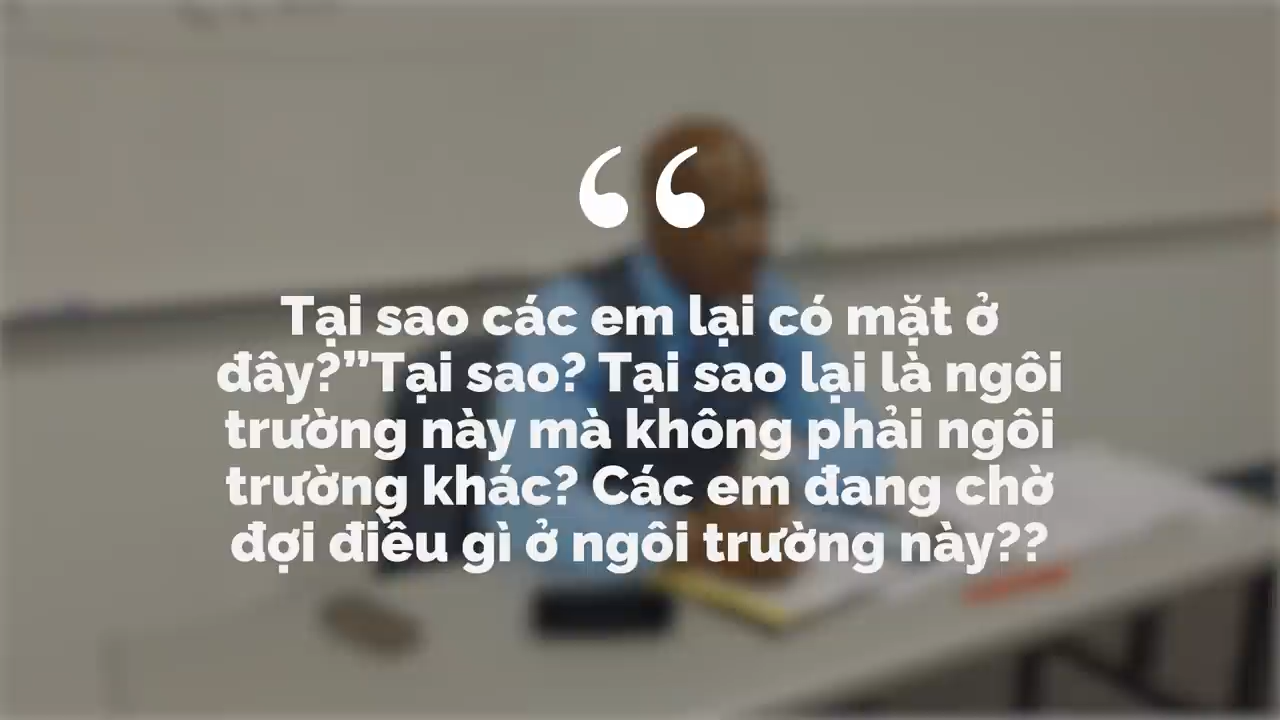 “
Tại sao các em lại có mặt ở
đây?”Tại sao? Tại sao lại là ngôi
trường này mà không phải ngôi
trường khác? Các em đang chờ
đợi điều gì ở ngôi trường này??